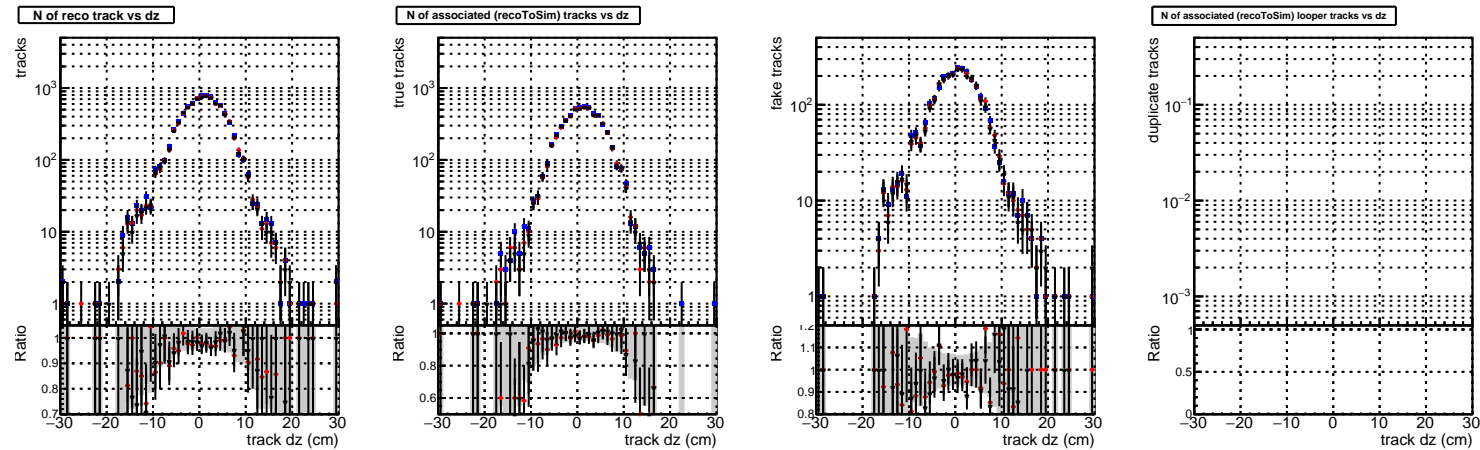 N of reco track vs dz
tracks
10³
10²
10
1
Ratio
1
0.9
0.8
0.7
−30 −20 −10 0 10 20 30
track dz (cm)
N of associated (recoToSim) tracks vs dz
true tracks
10³
10²
10
1
Ratio
1
0.8
0.6
−30 −20 −10 0 10 20 30
track dz (cm)
fake tracks
10²
10
1
Ratio
1.2
1.1
1
0.9
0.8
−30 −20 −10 0 10 20 30
track dz (cm)
N of associated (recoToSim) looper tracks vs dz
duplicate tracks
10⁻¹
10⁻²
10⁻³
Ratio
1
0.5
0
−30 −20 −10 0 10 20 30
track dz (cm)